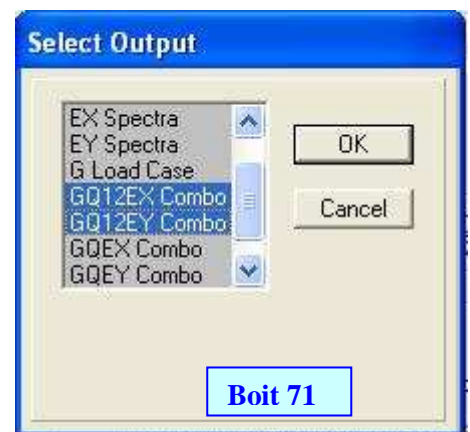 Select Output
EX Spectra
EY Spectra
G Load Case
GQ12EX Combo
GQ12EY Combo
GQEX Combo
GQEY Combo
OK
Cancel
Boit 71